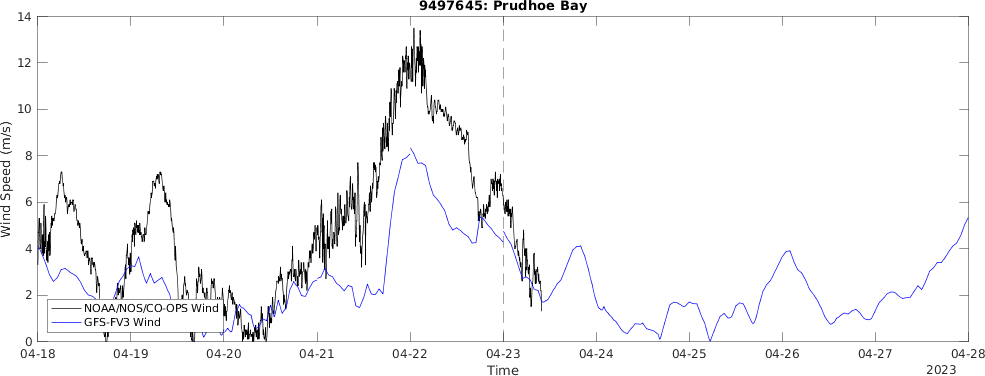 9497645: Prudhoe Bay
Wind Speed (m/s)
14
12
10
8
6
4
2
0
NOAA/NOS/CO-OPS Wind
GFS-FV3 Wind
04-18 04-19 04-20 04-21 04-22 04-23 04-24 04-25 04-26 04-27 04-28
Time
2023